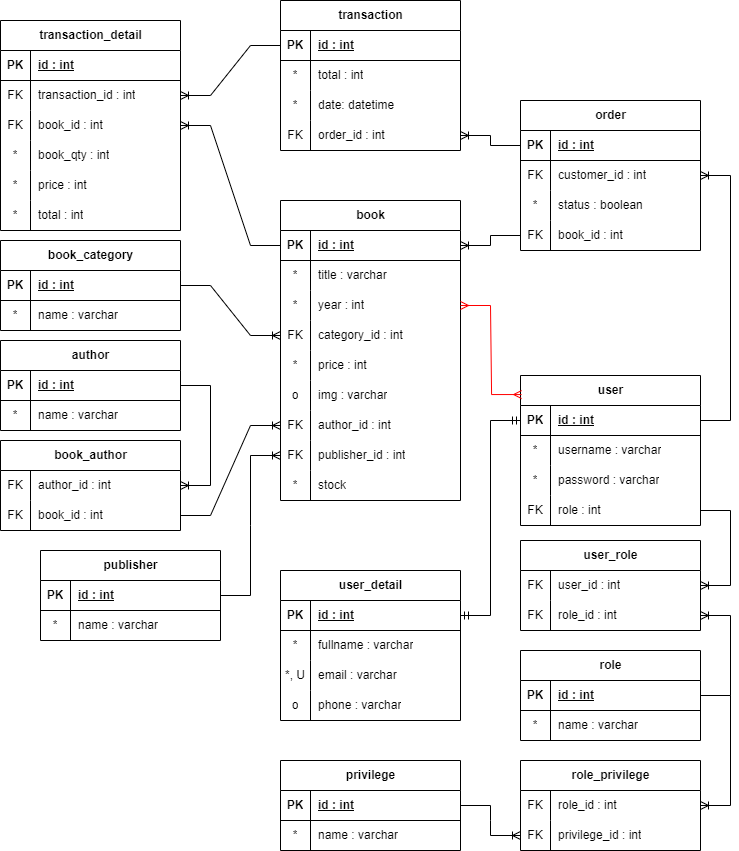 transaction_detail
PK id : int
FK transaction_id : int
FK book_id : int
* book_qty : int
* price : int
* total : int
transaction
PK id : int
* total : int
* date: datetime
FK order_id : int
order
PK id : int
FK customer_id : int
* status : boolean
FK book_id : int
book
PK id : int
* title : varchar
* year : int
FK category_id : int
* price : int
o img : varchar
FK author_id : int
FK publisher_id : int
* stock
book_category
PK id : int
* name : varchar
author
PK id : int
* name : varchar
book_author
FK author_id : int
FK book_id : int
publisher
PK id : int
* name : varchar
user
PK id : int
* username : varchar
* password : varchar
FK role : int
user_role
FK user_id : int
FK role_id : int
user_detail
PK id : int
* fullname : varchar
*, U email : varchar
o phone : varchar
role
PK id : int
* name : varchar
privilege
PK id : int
* name : varchar
role_privilege
FK role_id : int
FK privilege_id : int